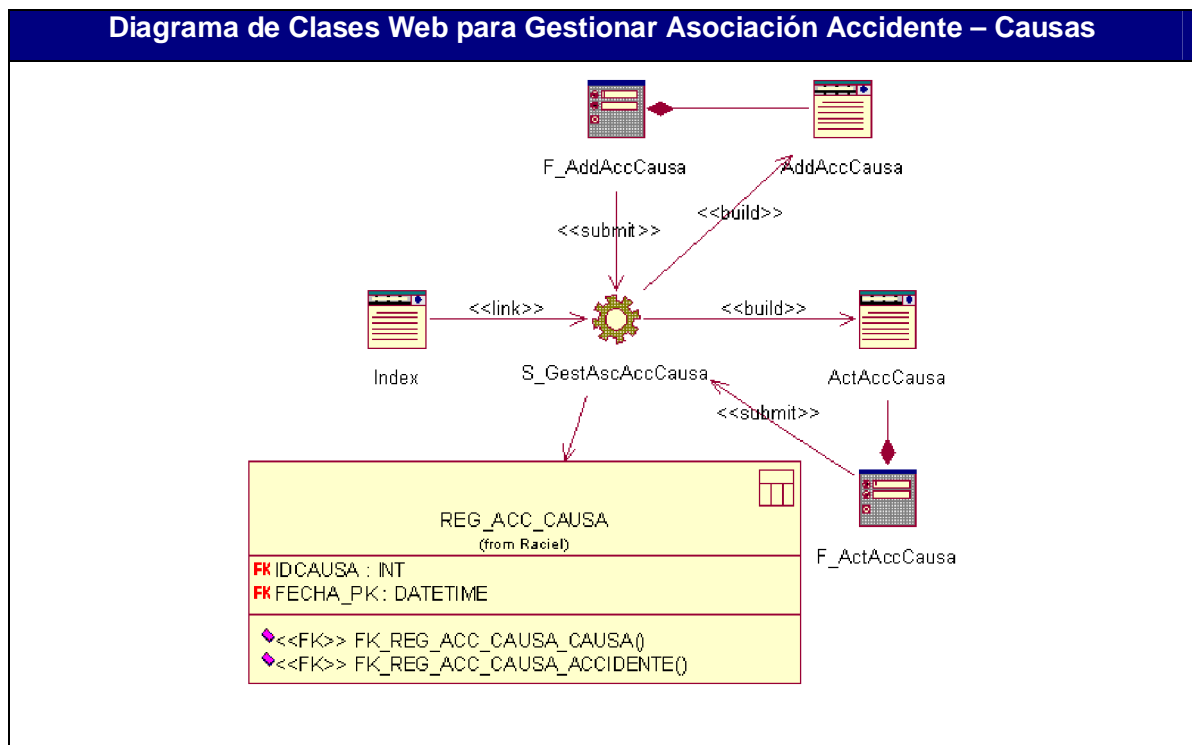 Diagrama de Clases Web para Gestionar Asociación Accidente – Causas
F_AddAccCausa
AddAccCausa
<<build>>
<<submit>>
<<link>>
<<build>>
Index
S_GestAscAccCausa
ActAccCausa
<<submit>>
REG_ACC_CAUSA
(from Raciel)
F_ActAccCausa
FK IDCAUSA : INT
FK FECHA_PK : DATETIME
<<FK>> FK_REG_ACC_CAUSA_CAUSA()
<<FK>> FK_REG_ACC_CAUSA_ACCIDENTE()